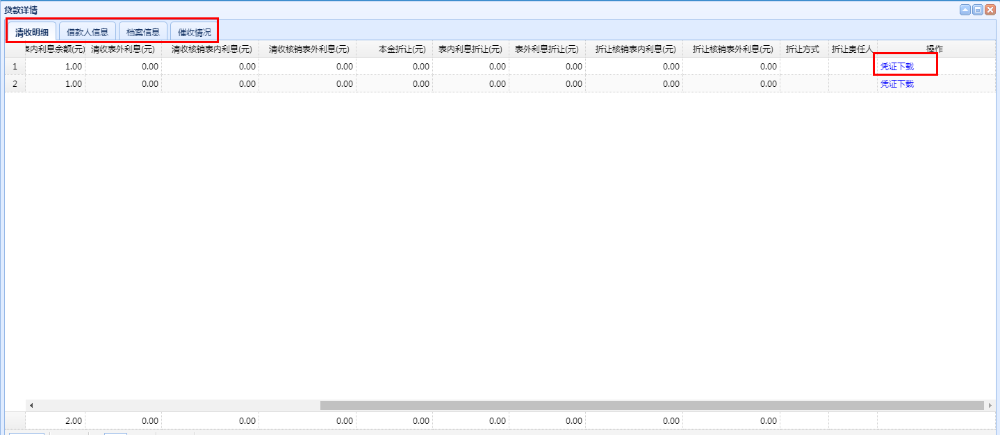 贷款详情
清收明细 借款人信息 档案信息 催收情况
表内利息余额(元) 清收表外利息(元) 清收核销表内利息(元) 清收核销表外利息(元) 本金折让(元) 表内利息折让(元) 表外利息折让(元) 折让核销表内利息(元) 折让核销表外利息(元) 折让方式 折让责任人 操作
1 1.00 0.00 0.00 0.00 0.00 0.00 0.00 0.00 0.00 凭证下载
2 1.00 0.00 0.00 0.00 0.00 0.00 0.00 0.00 0.00 凭证下载
2.00 0.00 0.00 0.00 0.00 0.00 0.00 0.00 0.00